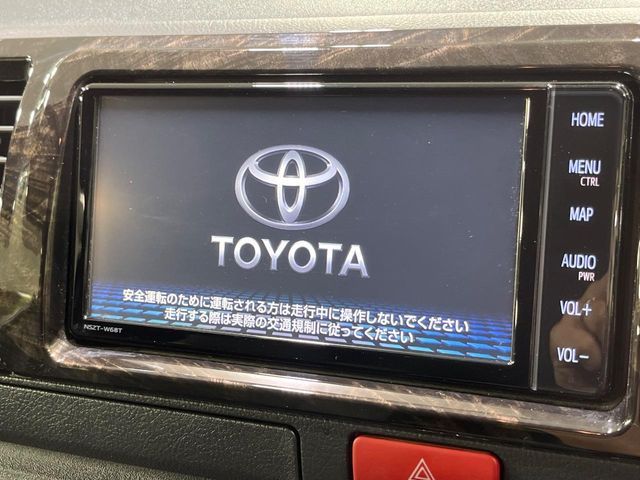 TOYOTA
安全運転のために運転される方は走行中に操作しないでください
走行する際は実際の交通規制に従ってください
NSZT-W68T
HOME
MENU
CTRL
MAP
AUDIO
PWR
VOL+
VOL-